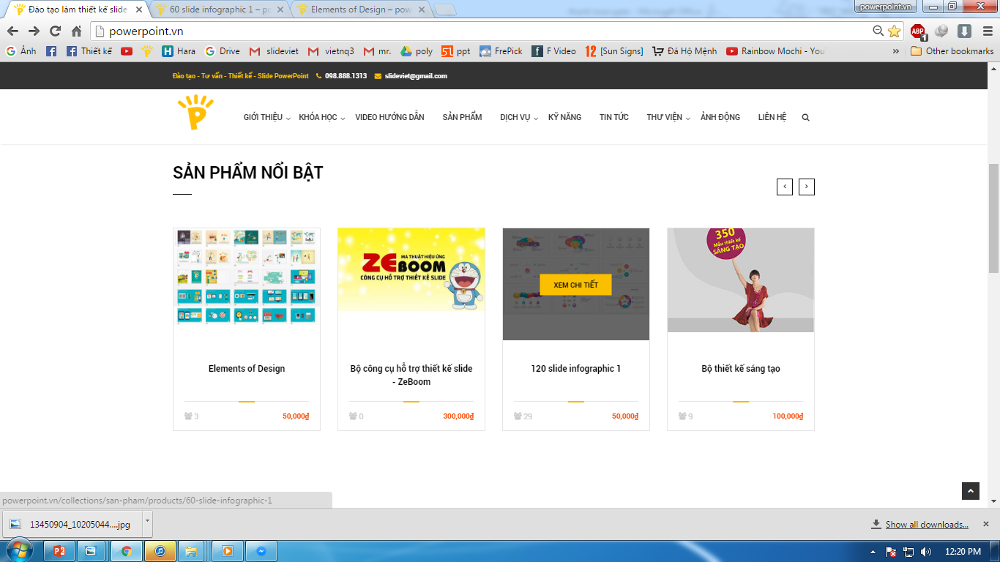 powerpoint.vn
Đào tạo làm thiết kế slide
60 slide infographic 1 – po
Elements of Design – pow
powerpoint.vn
ABP
1
Ảnh
Thiết kế
Hara
Drive
slideviet
vietnq3
mr.
poly
ppt
FrePick
F Video
[Sun Signs]
Đá Hộ Mệnh
Rainbow Mochi - You
»
Other bookmarks
Đào tạo - Tư vấn - Thiết kế - Slide PowerPoint 098.888.1313 slideviet@gmail.com
GIỚI THIỆU KHÓA HỌC VIDEO HƯỚNG DẪN SẢN PHẨM DỊCH VỤ KỸ NĂNG TIN TỨC THƯ VIỆN ẢNH ĐỘNG LIÊN HỆ
SẢN PHẨM NỔI BẬT
MA THUẬT HIỆU ỨNG
ZEBOOM
CÔNG CỤ HỖ TRỢ THIẾT KẾ SLIDE
XEM CHI TIẾT
350
Mẫu thiết kế
SÁNG TẠO
Elements of Design
3 50,000₫
Bộ công cụ hỗ trợ thiết kế slide
- ZeBoom
0 300,000₫
120 slide infographic 1
29 50,000₫
Bộ thiết kế sáng tạo
9 100,000₫
powerpoint.vn/collections/san-pham/products/60-slide-infographic-1
13450904_10205044....jpg
Show all downloads...
12:20 PM